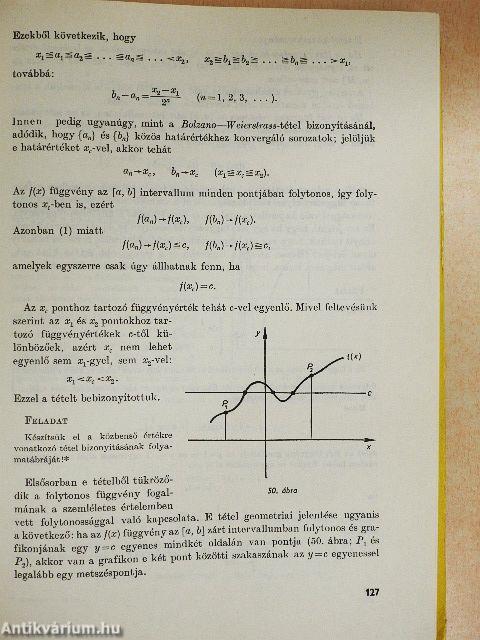 Ezekből következik, hogy
x₁≦a₁≦a₂≦ ... ≦aₙ≦ ... <x₂, x₂≧b₁≧b₂≧ ... ≧bₙ≧ ... >x₁,
továbbá:
bₙ−aₙ=(x₂−x₁)/2ⁿ (n=1, 2, 3, ...).
Innen pedig ugyanúgy, mint a Bolzano—Weierstrass-tétel bizonyításánál,
adódik, hogy {aₙ} és {bₙ} közös határértékhez konvergáló sorozatok; jelöljük
e határértéket x꜀-vel, akkor tehát
aₙ→x꜀, bₙ→x꜀ (x₁≦x꜀≦x₂).
Az f(x) függvény az [a, b] intervallum minden pontjában folytonos, így foly-
tonos x꜀-ben is, ezért
f(aₙ)→f(x꜀), f(bₙ)→f(x꜀).
Azonban (1) miatt
f(aₙ)→f(x꜀)≦c, f(bₙ)→f(x꜀)≧c,
amelyek egyszerre csak úgy állhatnak fenn, ha
f(x꜀)=c.
Az x꜀ ponthoz tartozó függvényérték tehát c-vel egyenlő. Mivel feltevésünk
szerint az x₁ és x₂ pontokhoz tar-
tozó függvényértékek c-től kü-
lönbözőek, azért x꜀ nem lehet
egyenlő sem x₁-gyel, sem x₂-vel:
x₁<x꜀<x₂.
Ezzel a tételt bebizonyítottuk.
FELADAT
Készítsük el a közbenső értékre
vonatkozó tétel bizonyításának folya-
matábráját!*
Elsősorban e tételből tükröző-
dik a folytonos függvény fogal-
mának a szemléletes értelemben
vett folytonossággal való kapcsolata. E tétel geometriai jelentése ugyanis
a következő: ha az f(x) függvény az [a, b] zárt intervallumban folytonos és gra-
fikonjának egy y=c egyenes mindkét oldalán van pontja (50. ábra; P₁ és
P₂), akkor van a grafikon e két pont közötti szakaszának az y=c egyenessel
legalább egy metszéspontja.
y
P₂
f(x)
c
P₁
x
50. ábra
127
Antikvárium.hu